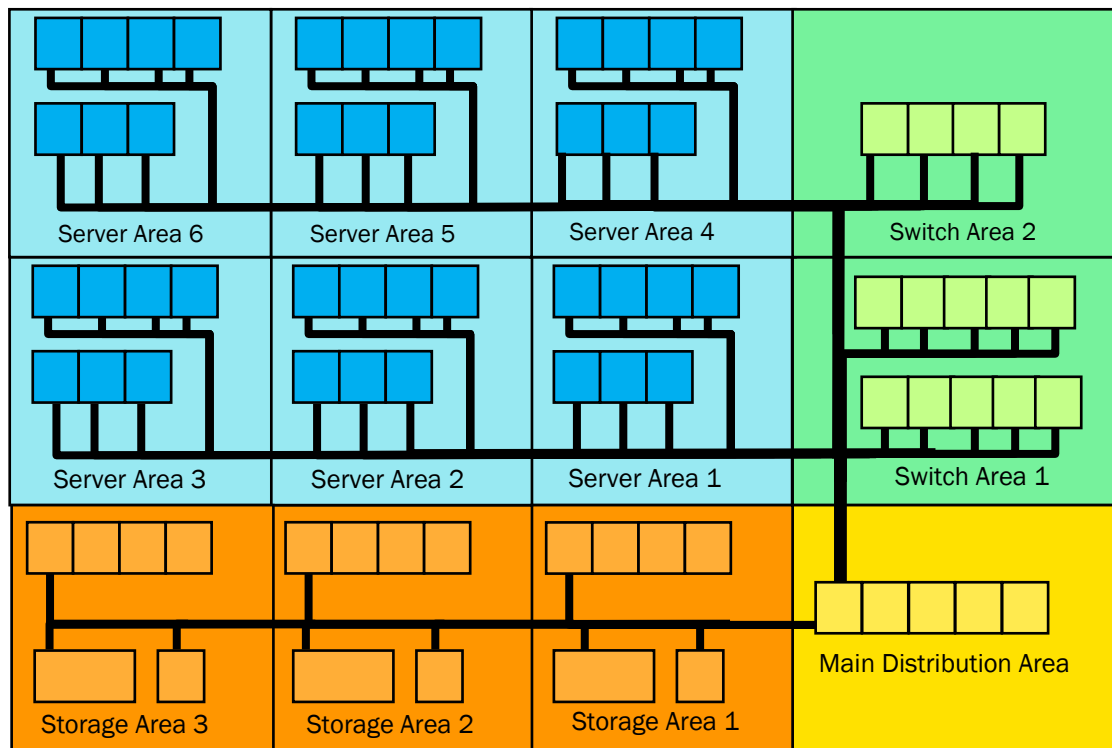 Server Area 6
Server Area 5
Server Area 4
Switch Area 2
Server Area 3
Server Area 2
Server Area 1
Switch Area 1
Storage Area 3
Storage Area 2
Storage Area 1
Main Distribution Area